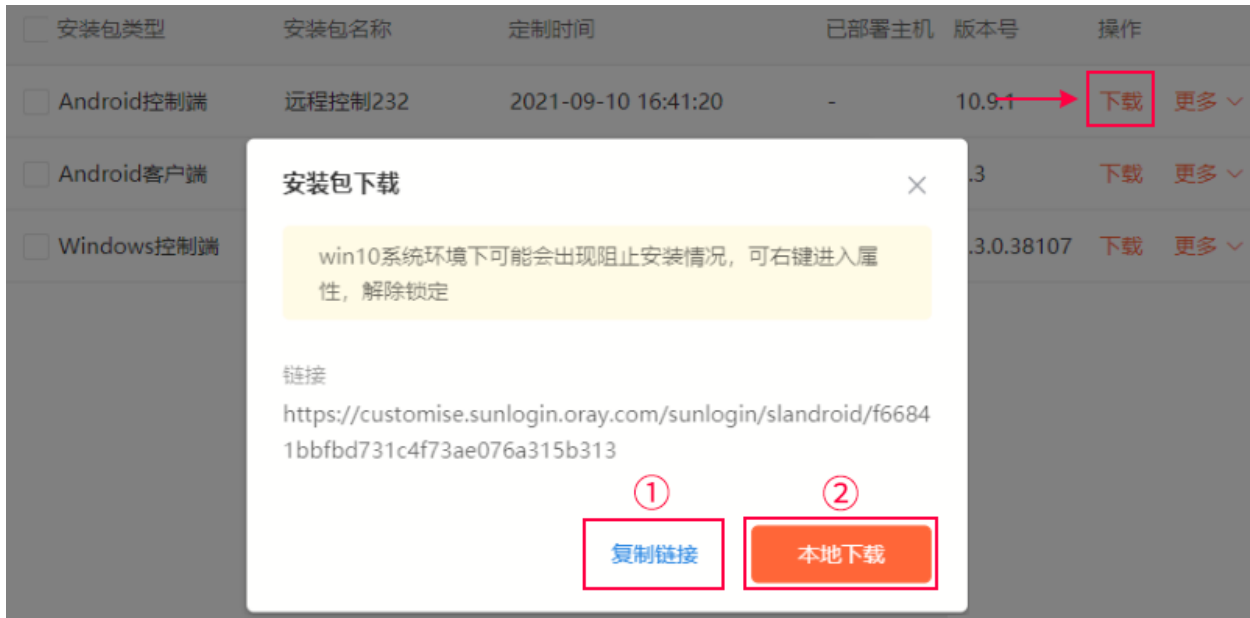 安装包类型 安装包名称 定制时间 已部署主机 版本号 操作
Android控制端 远程控制232 2021-09-10 16:41:20 - 10.9.1 下载 更多
Android客户端 .3 下载 更多
Windows控制端 .3.0.38107 下载 更多
安装包下载
win10系统环境下可能会出现阻止安装情况，可右键进入属
性，解除锁定
链接
https://customise.sunlogin.oray.com/sunlogin/slandroid/f6684
1bbfbd731c4f73ae076a315b313
① ②
复制链接 本地下载